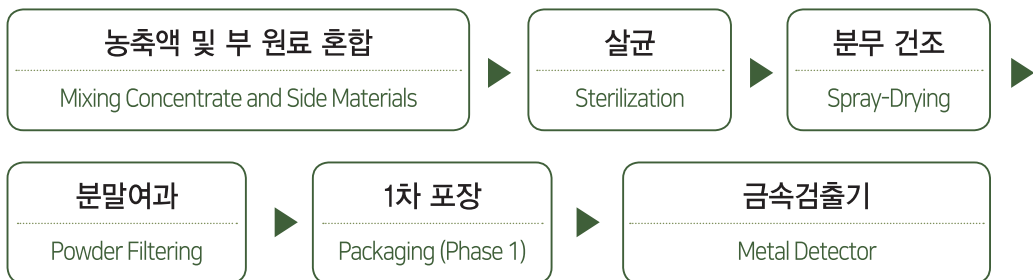 농축액 및 부 원료 혼합
Mixing Concentrate and Side Materials
살균
Sterilization
분무 건조
Spray-Drying
분말여과
Powder Filtering
1차 포장
Packaging (Phase 1)
금속검출기
Metal Detector